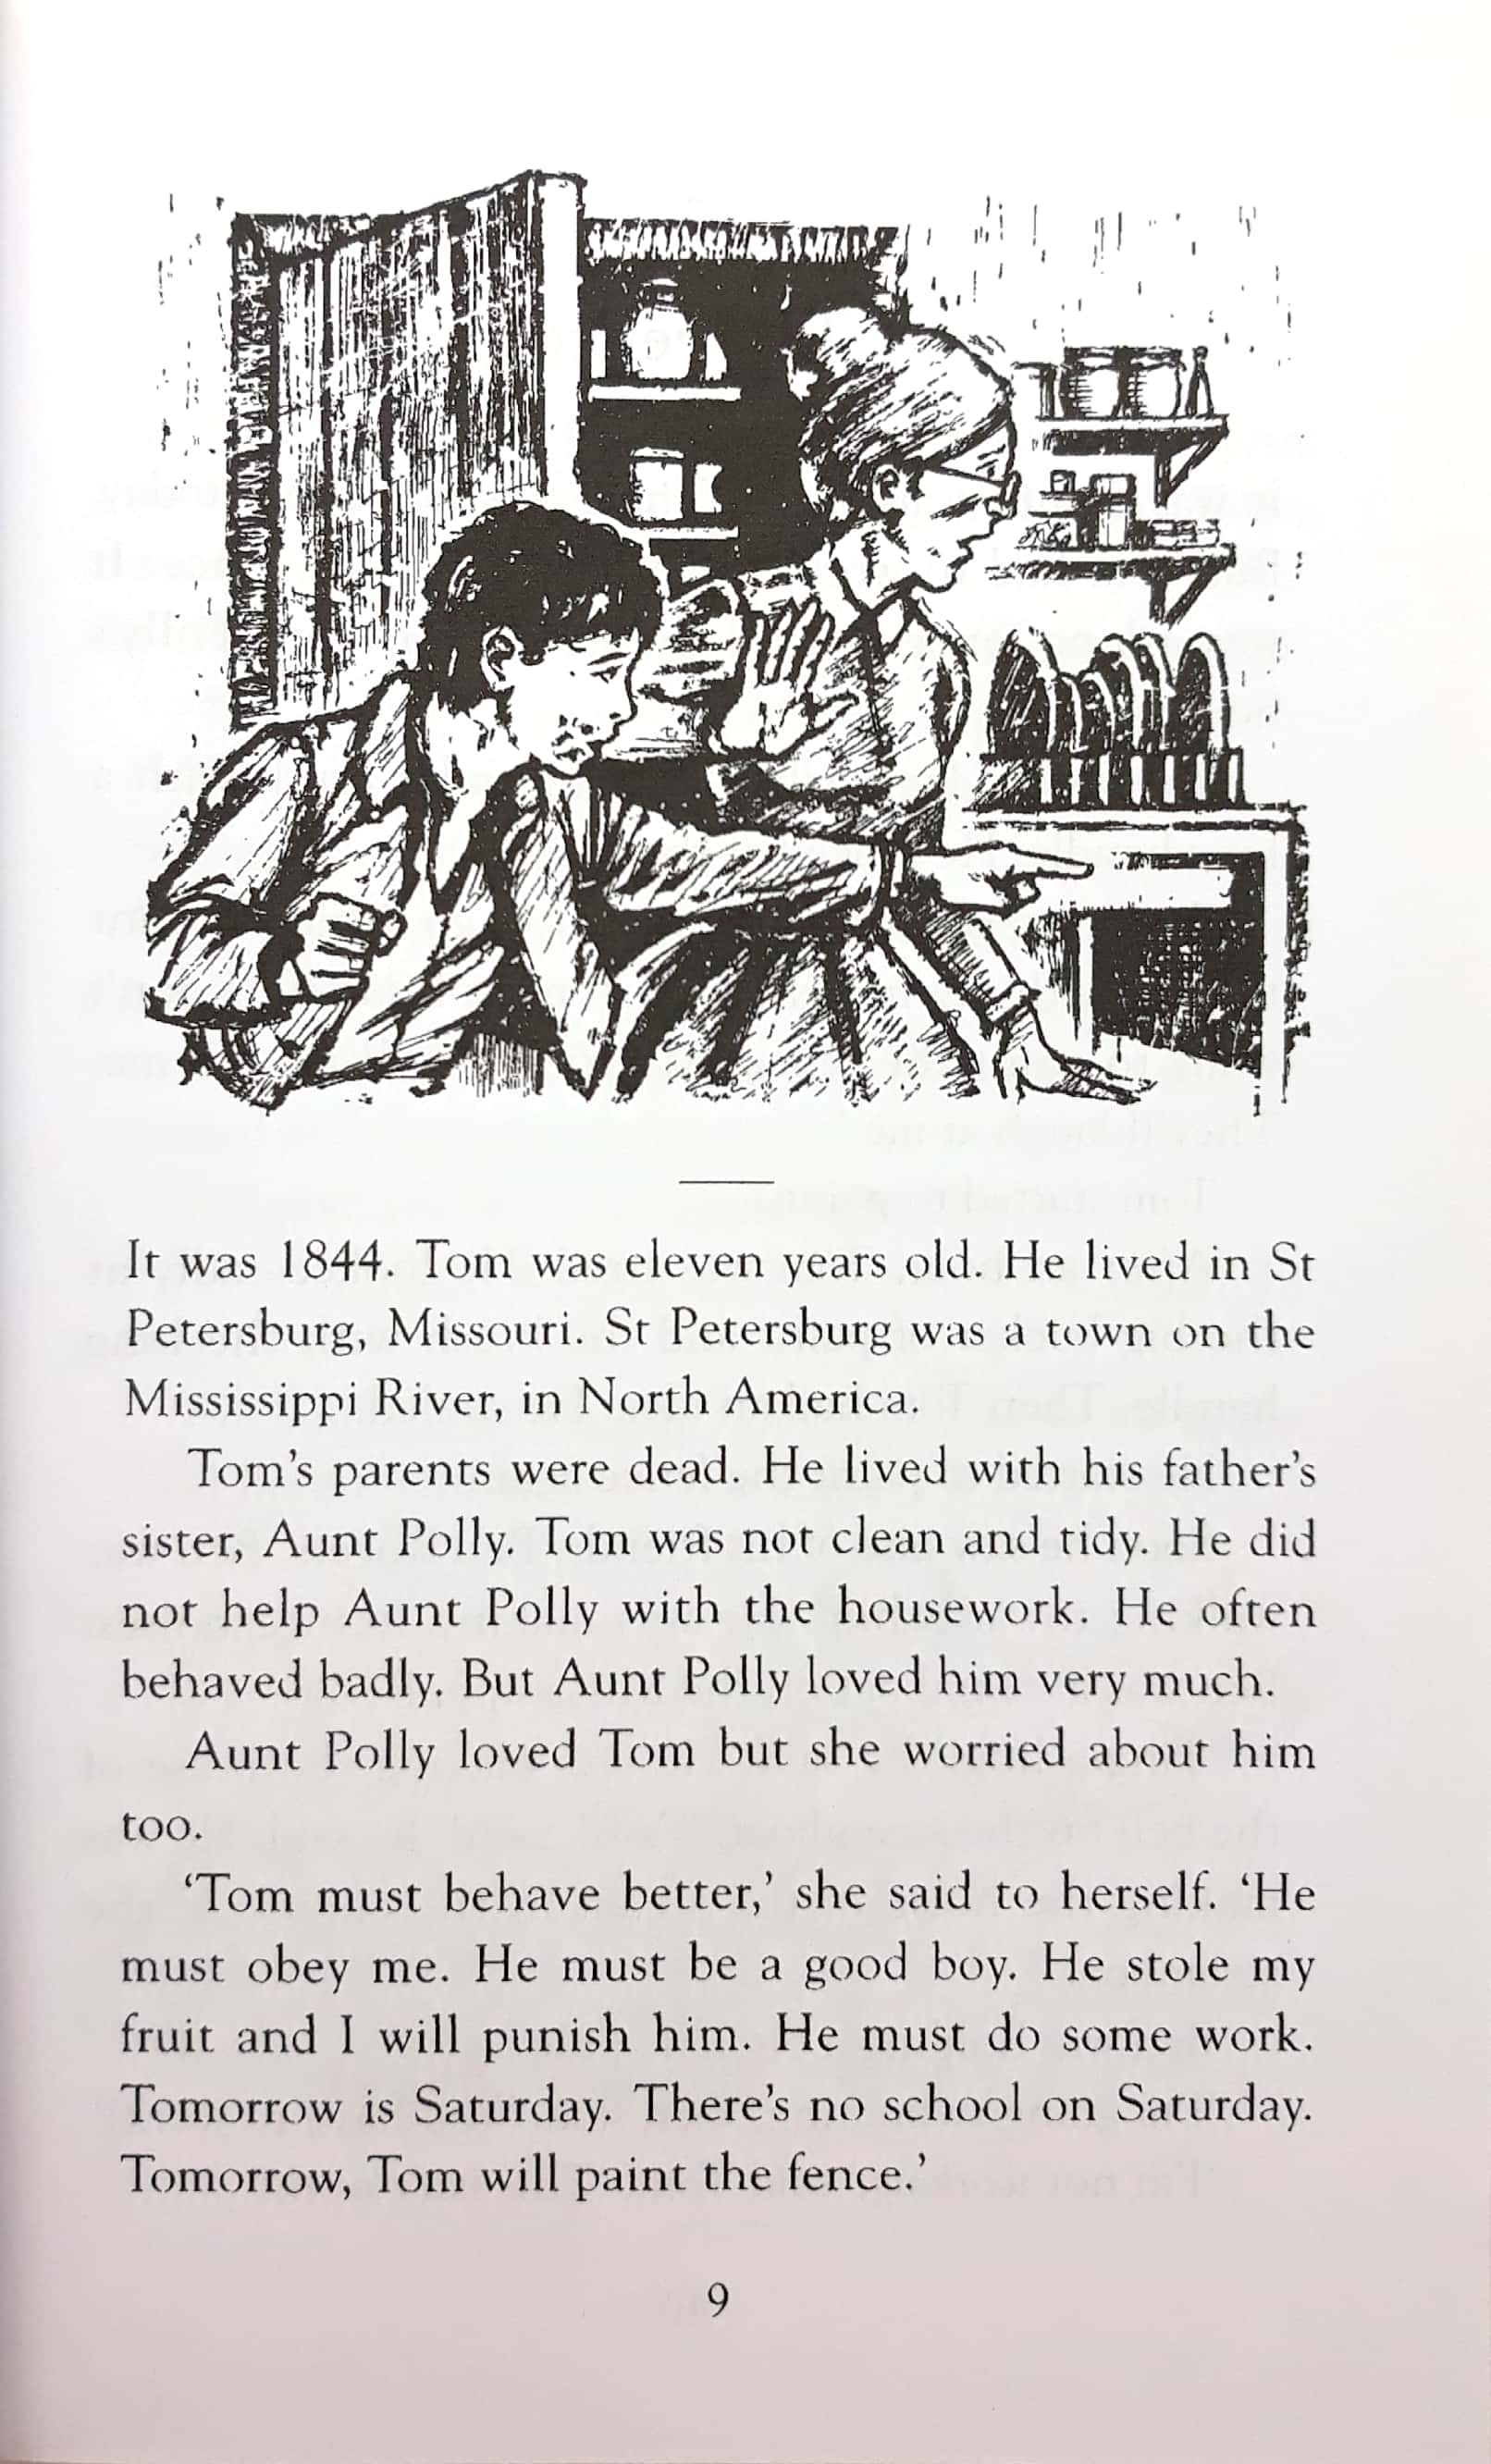 It was 1844. Tom was eleven years old. He lived in St
Petersburg, Missouri. St Petersburg was a town on the
Mississippi River, in North America.
Tom’s parents were dead. He lived with his father’s
sister, Aunt Polly. Tom was not clean and tidy. He did
not help Aunt Polly with the housework. He often
behaved badly. But Aunt Polly loved him very much.
Aunt Polly loved Tom but she worried about him
too.
‘Tom must behave better,’ she said to herself. ‘He
must obey me. He must be a good boy. He stole my
fruit and I will punish him. He must do some work.
Tomorrow is Saturday. There’s no school on Saturday.
Tomorrow, Tom will paint the fence.’
9